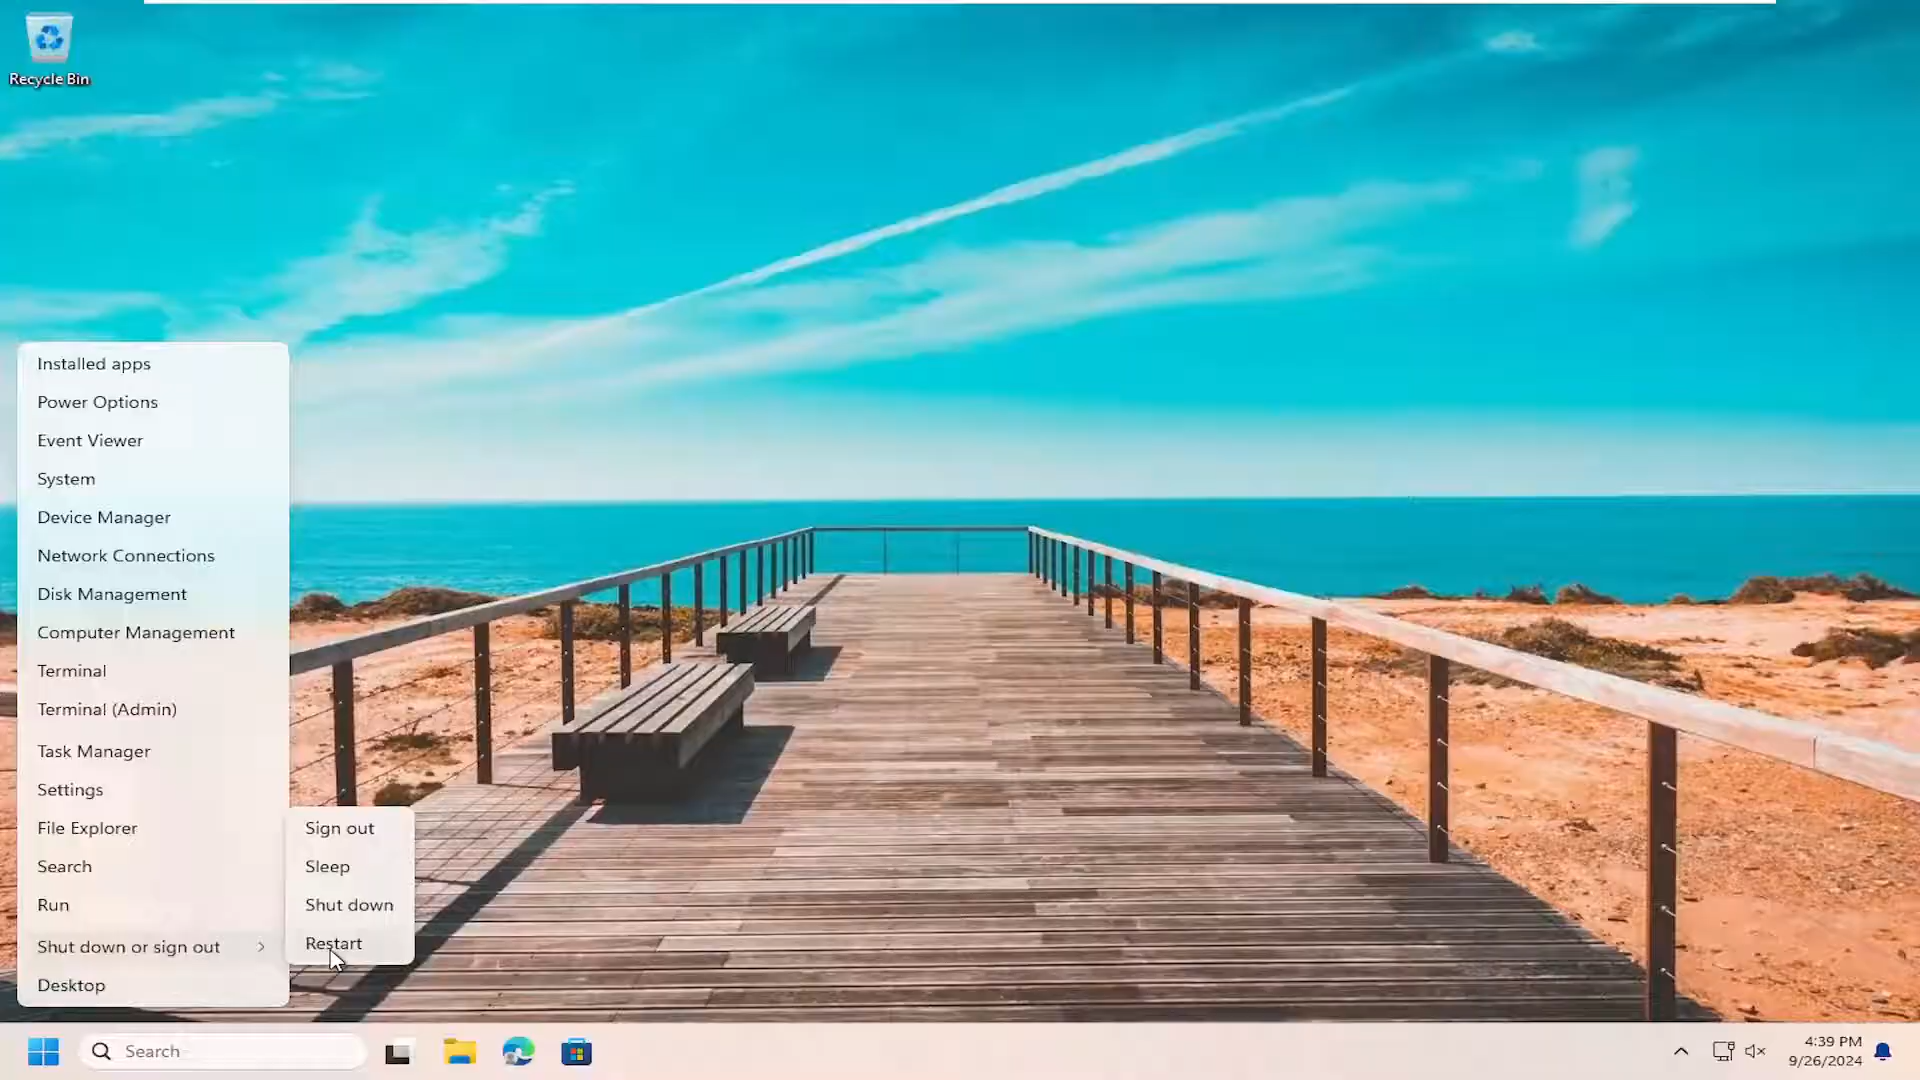 Recycle Bin
Installed apps
Power Options
Event Viewer
System
Device Manager
Network Connections
Disk Management
Computer Management
Terminal
Terminal (Admin)
Task Manager
Settings
File Explorer
Search
Run
Shut down or sign out
Desktop
Sign out
Sleep
Shut down
Restart
Search
4:39 PM
9/26/2024